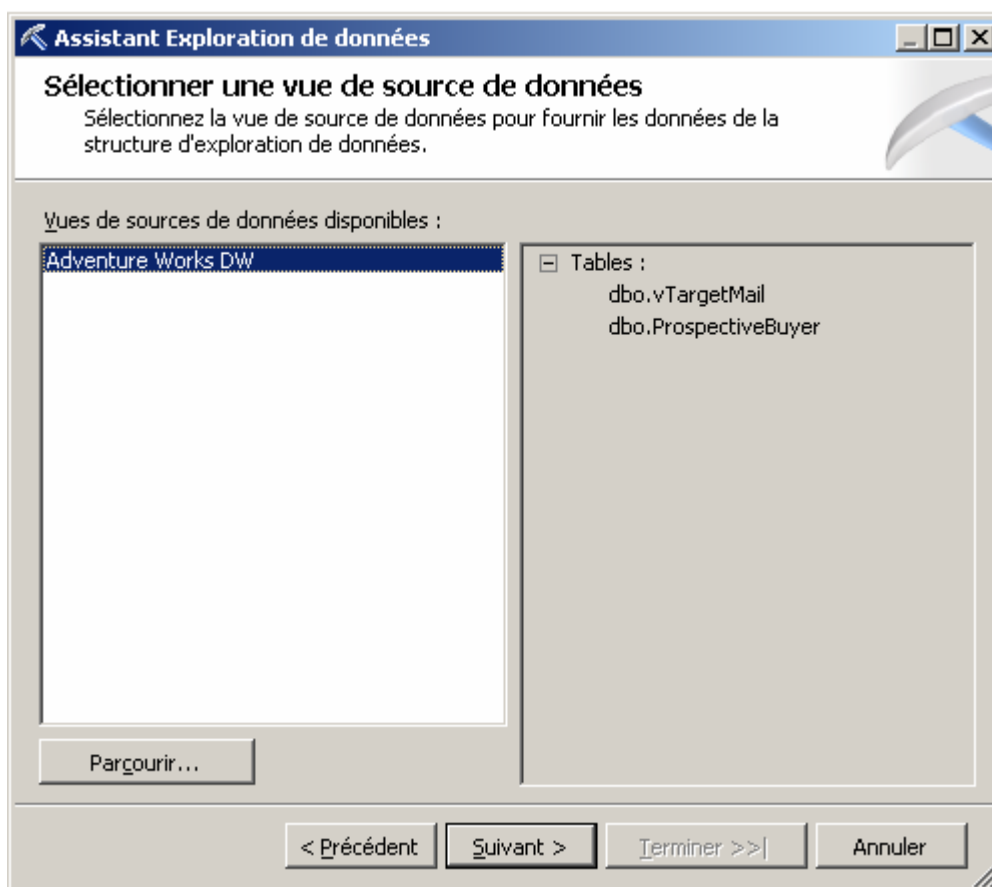 Assistant Exploration de données
Sélectionner une vue de source de données
Sélectionnez la vue de source de données pour fournir les données de la
structure d'exploration de données.
Vues de sources de données disponibles :
Adventure Works DW
Tables :
dbo.vTargetMail
dbo.ProspectiveBuyer
Parcourir...
< Précédent
Suivant >
Terminer >>|
Annuler